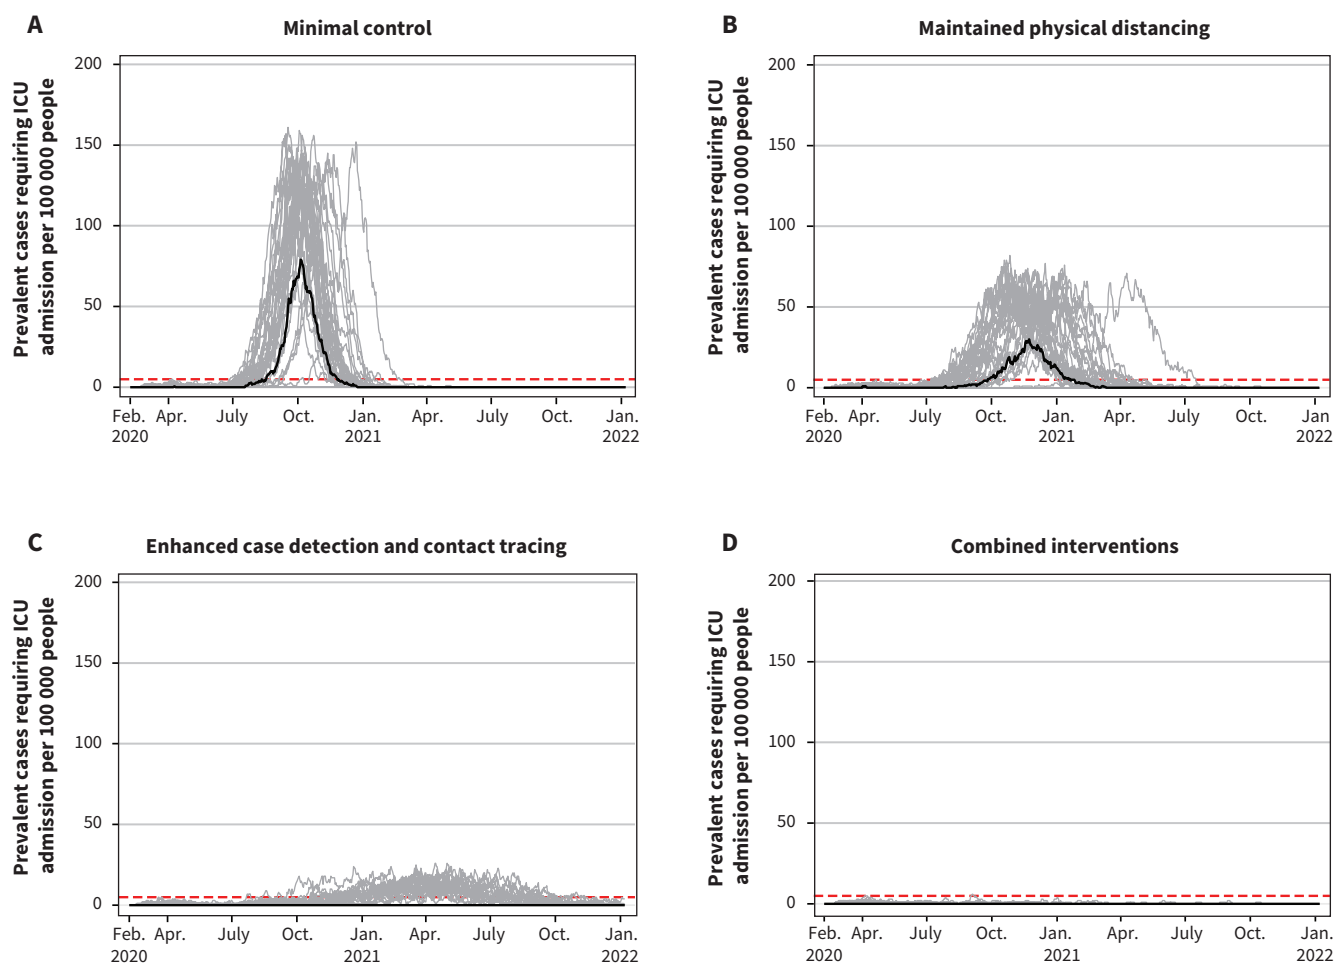 A
Minimal control
Prevalent cases requiring ICU
admission per 100 000 people
200
150
100
50
0
Feb. Apr. July Oct. Jan. Apr. July Oct. Jan.
2020 2021 2022
B
Maintained physical distancing
Prevalent cases requiring ICU
admission per 100 000 people
200
150
100
50
0
Feb. Apr. July Oct. Jan. Apr. July Oct. Jan
2020 2021 2022
C
Enhanced case detection and contact tracing
Prevalent cases requiring ICU
admission per 100 000 people
200
150
100
50
0
Feb. Apr. July Oct. Jan. Apr. July Oct. Jan.
2020 2021 2022
D
Combined interventions
Prevalent cases requiring ICU
admission per 100 000 people
200
150
100
50
0
Feb. Apr. July Oct. Jan. Apr. July Oct. Jan.
2020 2021 2022